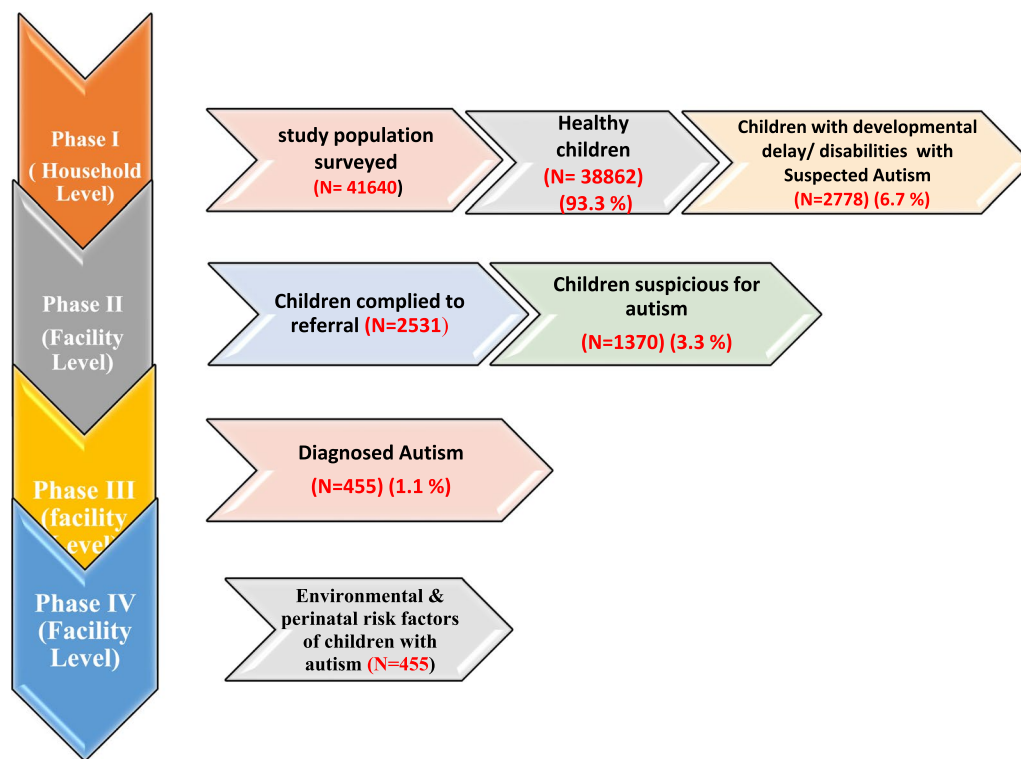 Phase I
( Household
Level)
study population
surveyed
(N= 41640)
Healthy
children
(N= 38862)
(93.3 %)
Children with developmental
delay/ disabilities with
Suspected Autism
(N=2778) (6.7 %)
Phase II
(Facility
Level)
Children complied to
referral (N=2531)
Children suspicious for
autism
(N=1370) (3.3 %)
Phase III
(facility
Level)
Diagnosed Autism
(N=455) (1.1 %)
Phase IV
(Facility
Level)
Environmental &
perinatal risk factors
of children with
autism (N=455)